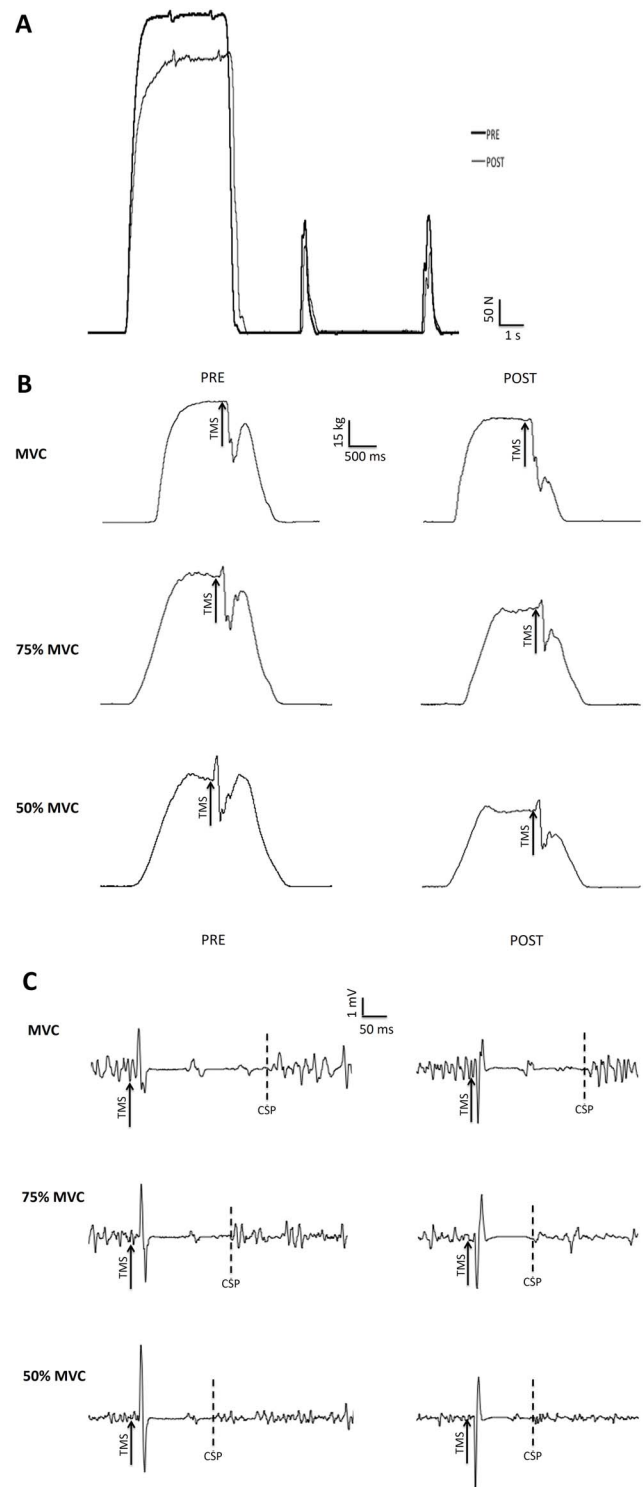 A
PRE
POST
50 N
1 s
B
PRE
POST
MVC
TMS
15 kg
500 ms
TMS
75% MVC
TMS
TMS
50% MVC
TMS
TMS
PRE
POST
C
MVC
1 mV
50 ms
TMS
CSP
TMS
CSP
75% MVC
TMS
CSP
TMS
CSP
50% MVC
TMS
CSP
TMS
CSP